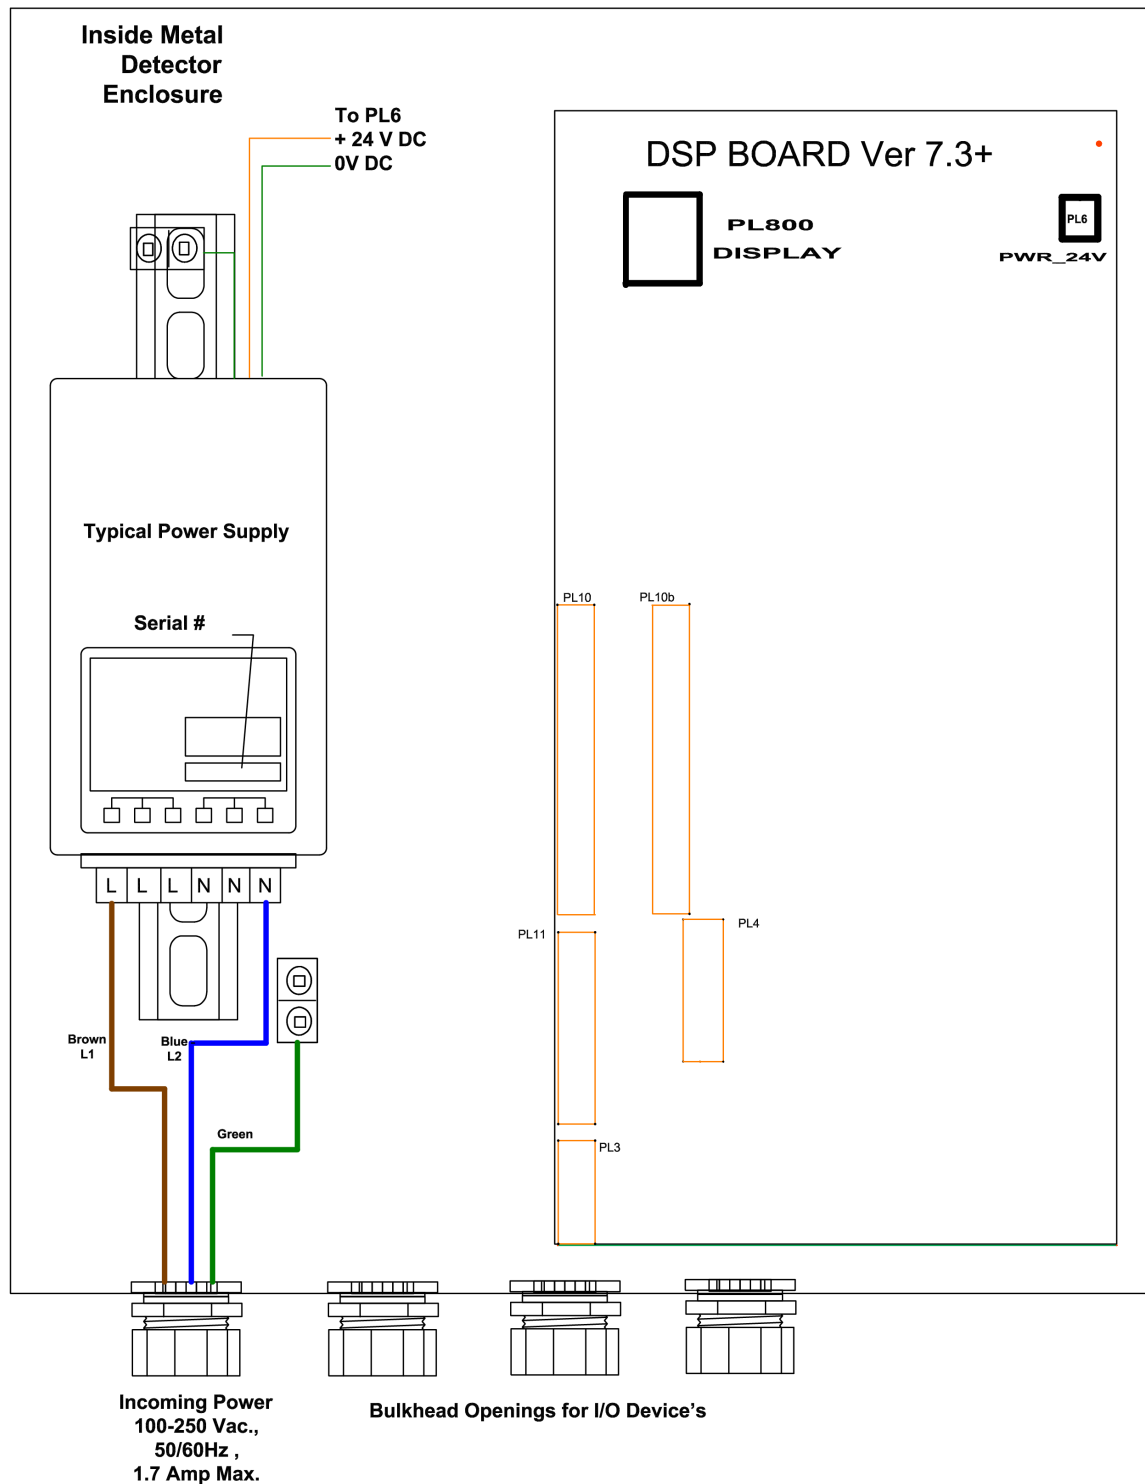 Inside Metal
Detector
Enclosure
To PL6
+ 24 V DC
0V DC
DSP BOARD Ver 7.3+
PL800
DISPLAY
PL6
PWR_24V
Typical Power Supply
Serial #
PL10
PL10b
L L L N N N
PL11
PL4
Brown
L1
Blue
L2
Green
PL3
Incoming Power
100-250 Vac.,
50/60Hz ,
1.7 Amp Max.
Bulkhead Openings for I/O Device's